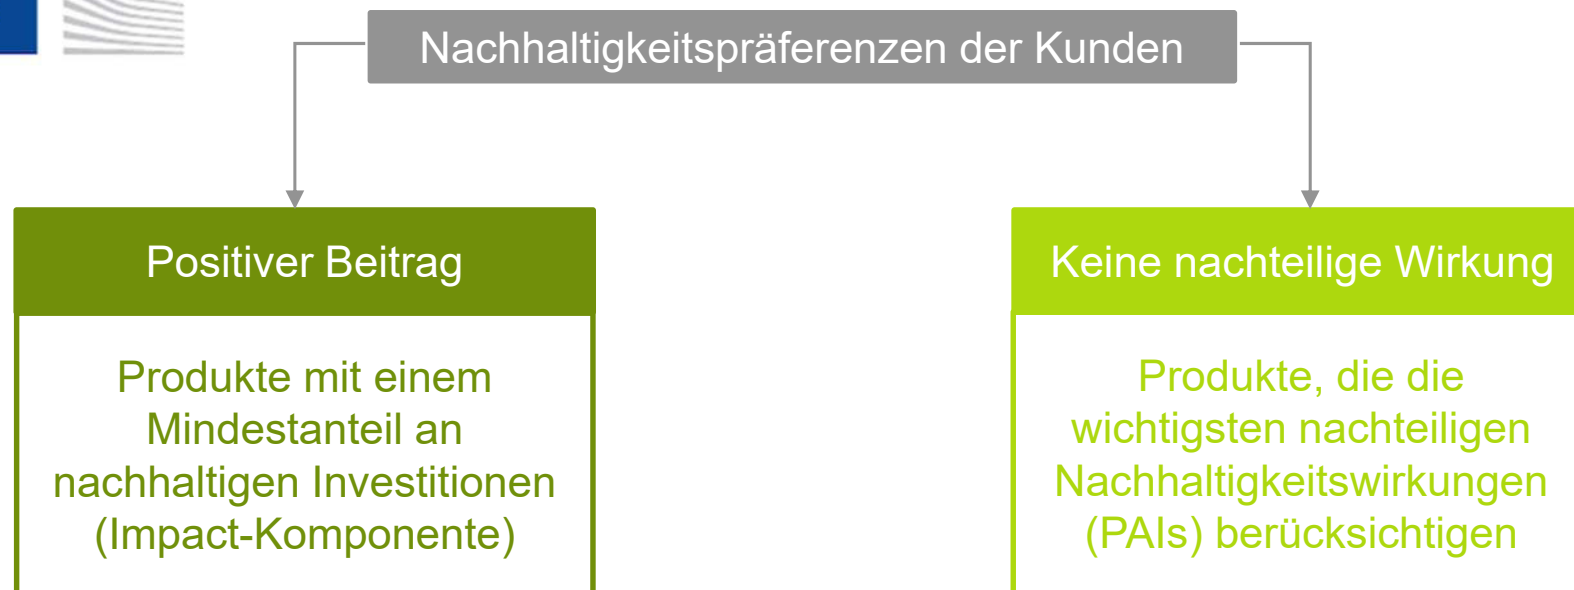 Nachhaltigkeitspräferenzen der Kunden
Positiver Beitrag
Produkte mit einem
Mindestanteil an
nachhaltigen Investitionen
(Impact-Komponente)
Keine nachteilige Wirkung
Produkte, die die
wichtigsten nachteiligen
Nachhaltigkeitswirkungen
(PAIs) berücksichtigen